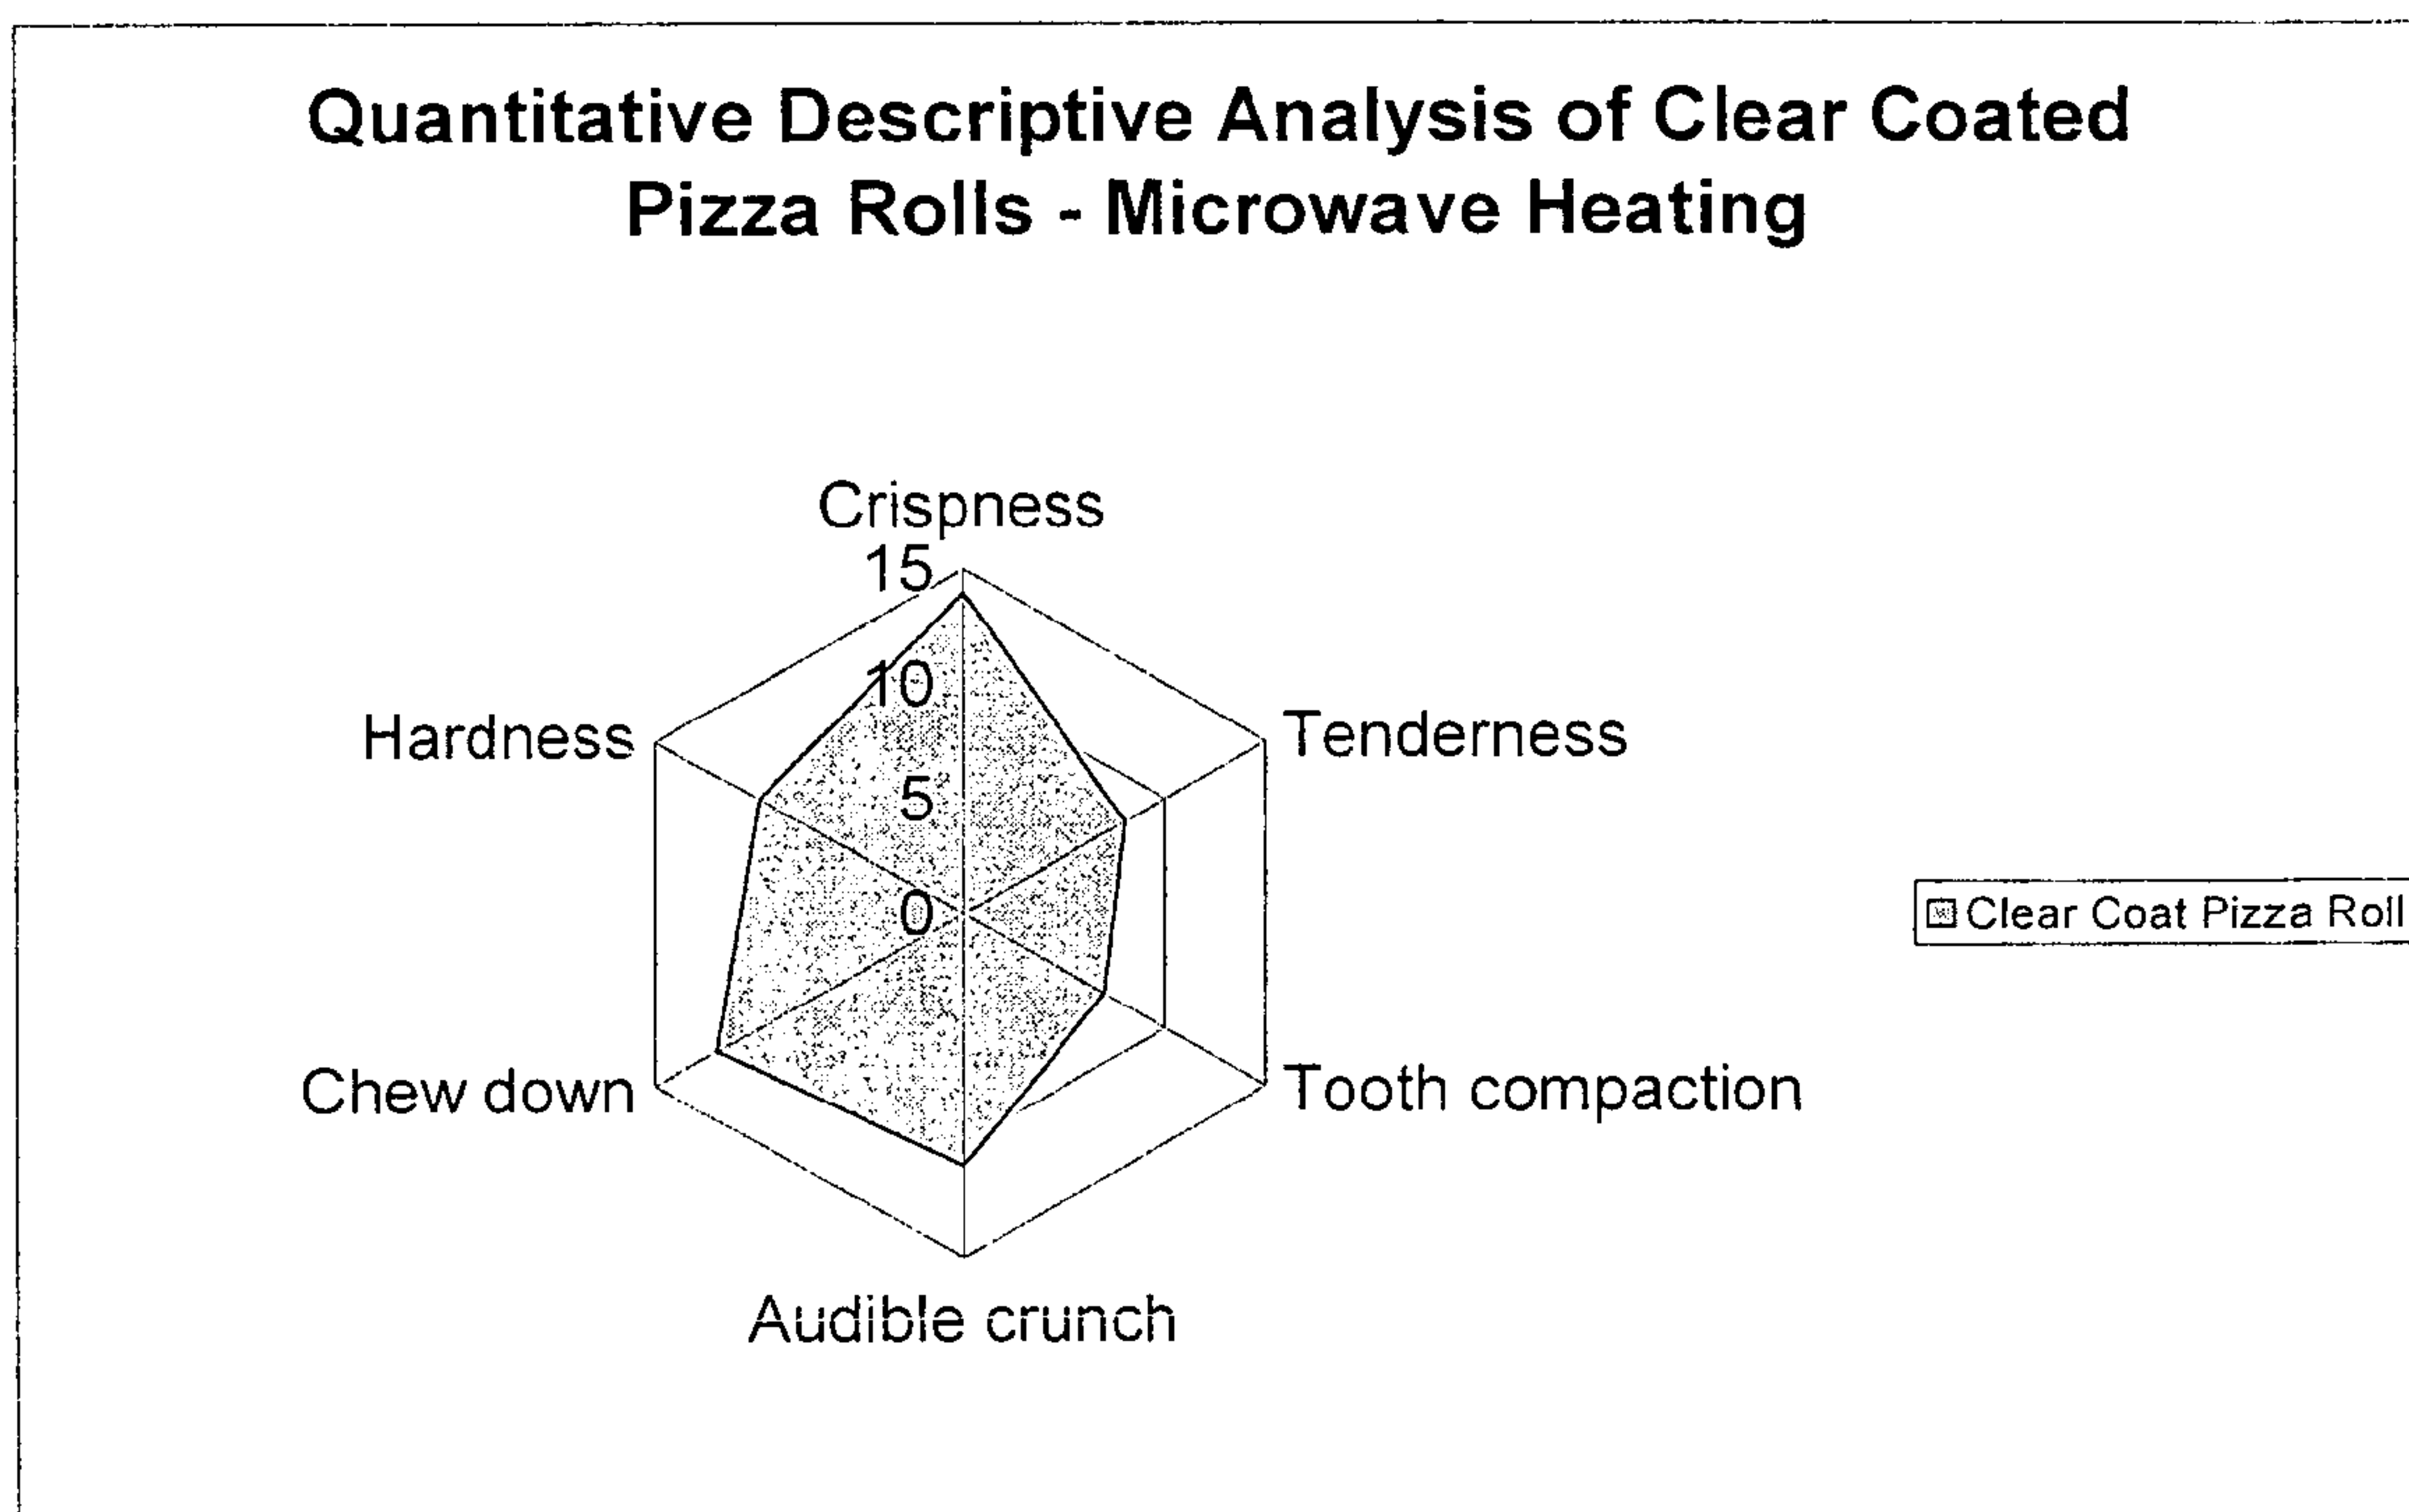 Quantitative Descriptive Analysis of Clear Coated
Pizza Rolls - Microwave Heating
Crispness
15
10
5
0
Hardness
Tenderness
Chew down
Tooth compaction
Audible crunch
Clear Coat Pizza Roll